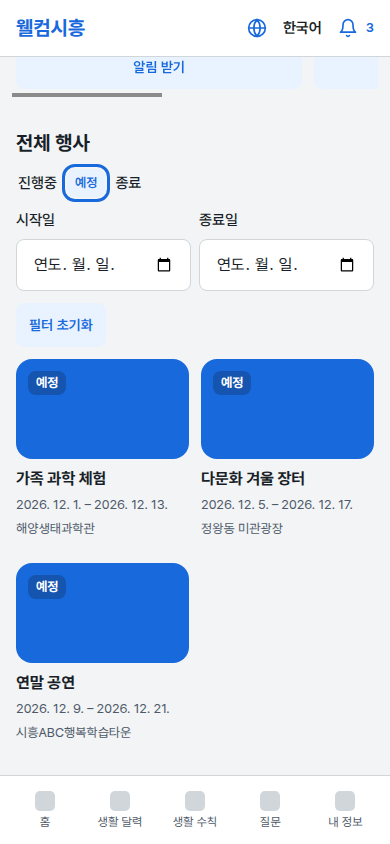 웰컴시흥
한국어
3
알림 받기
전체 행사
진행중 예정 종료
시작일 종료일
연도. 월. 일. 연도. 월. 일.
필터 초기화
예정 예정
가족 과학 체험 다문화 겨울 장터
2026. 12. 1. – 2026. 12. 13. 2026. 12. 5. – 2026. 12. 17.
해양생태과학관 정왕동 미관광장
예정
연말 공연
2026. 12. 9. – 2026. 12. 21.
시흥ABC행복학습타운
홈 생활 달력 생활 수칙 질문 내 정보